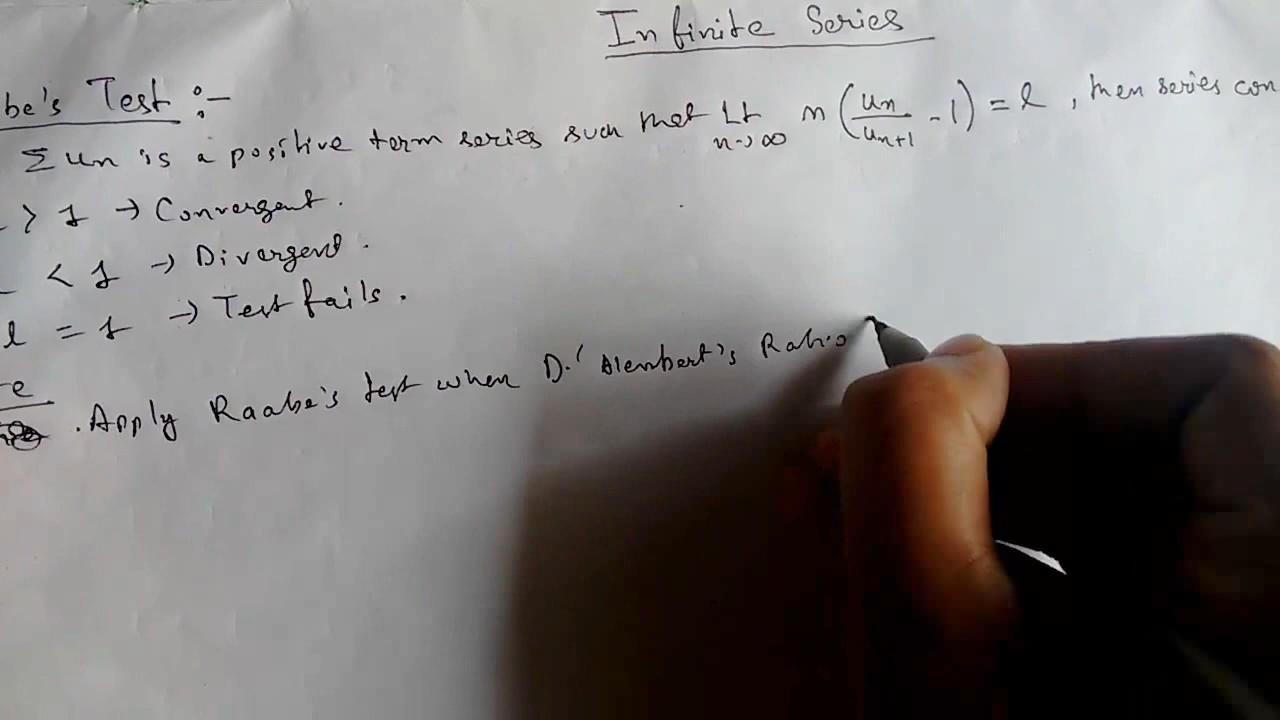 Infinite Series
be's Test :-
Σ un is a positive term series such that Lt n→∞ n(un/un+1 - 1) = l, then series con
> 1 → Convergent.
< 1 → Divergent.
l = 1 → Test fails.
e
. Apply Raabe's test when D.'Alembert's Ratio